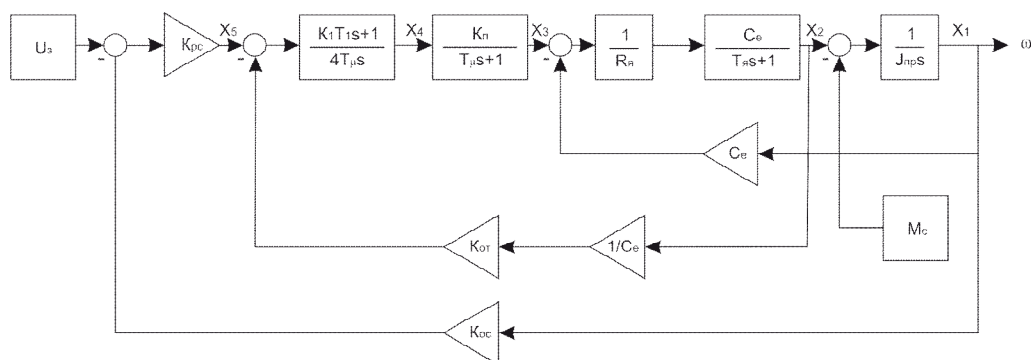 Uз
-
Kрс
X₅
-
K₁T₁s+1
4Tμs
X₄
Kп
Tμs+1
X₃
-
1
Rя
Cе
Tяs+1
X₂
-
1
Jпрs
X₁
ω
Cе
Mс
Kот
1/Cе
Kос